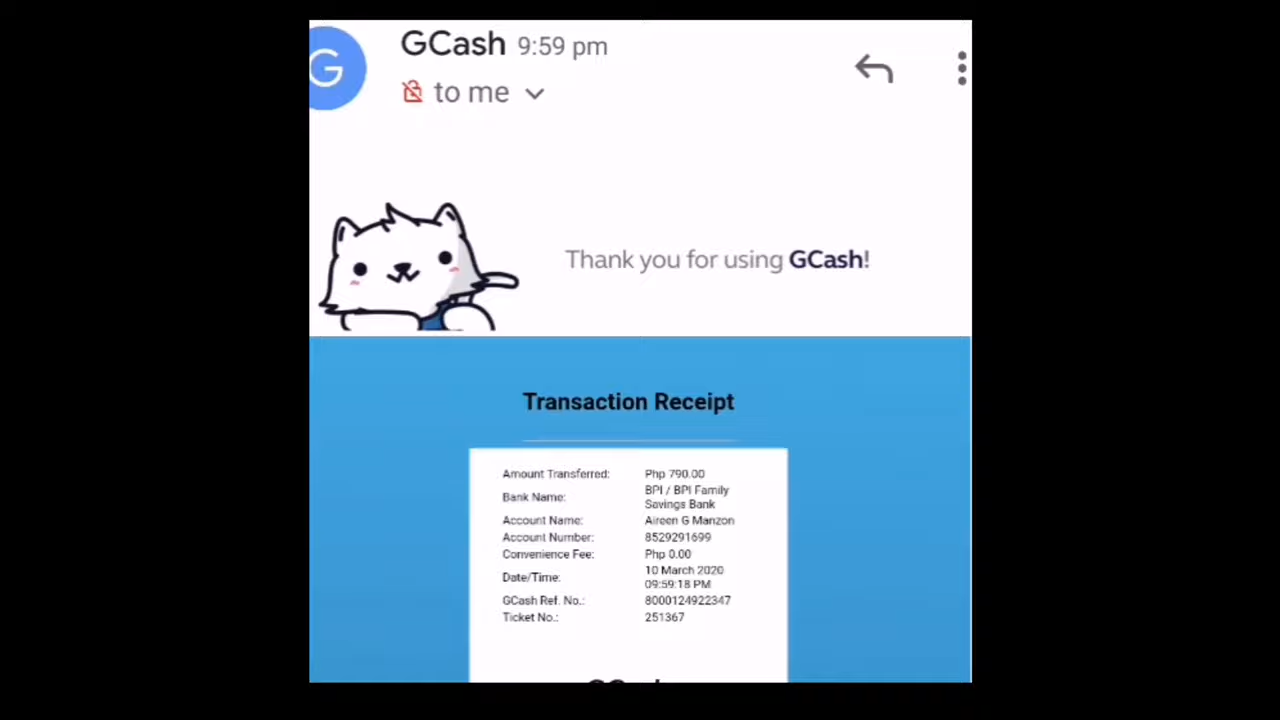 G
GCash 9:59 pm
to me
Thank you for using GCash!
Transaction Receipt
Amount Transferred: Php 790.00
Bank Name: BPI / BPI Family
Savings Bank
Account Name: Aireen G Manzon
Account Number: 8529291699
Convenience Fee: Php 0.00
Date/Time: 10 March 2020
09:59:18 PM
GCash Ref. No.: 8000124922347
Ticket No.: 251367